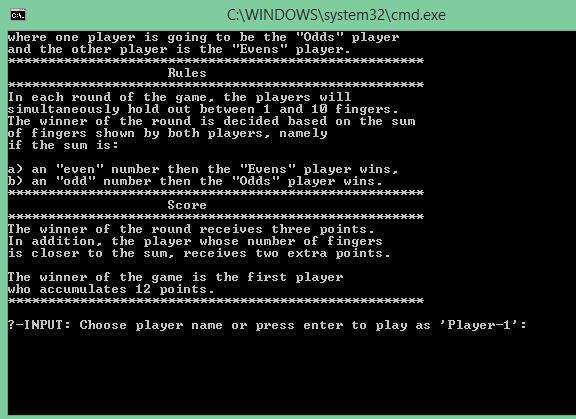 C:\WINDOWS\system32\cmd.exe
where one player is going to be the "Odds" player
and the other player is the "Evens" player.
****************************************************
Rules
****************************************************
In each round of the game, the players will
simultaneously hold out between 1 and 10 fingers.
The winner of the round is decided based on the sum
of fingers shown by both players, namely
if the sum is:
a) an "even" number then the "Evens" player wins,
b) an "odd" number then the "Odds" player wins.
****************************************************
Score
****************************************************
The winner of the round receives three points.
In addition, the player whose number of fingers
is closer to the sum, receives two extra points.
The winner of the game is the first player
who accumulates 12 points.
****************************************************
?-INPUT: Choose player name or press enter to play as 'Player-1':